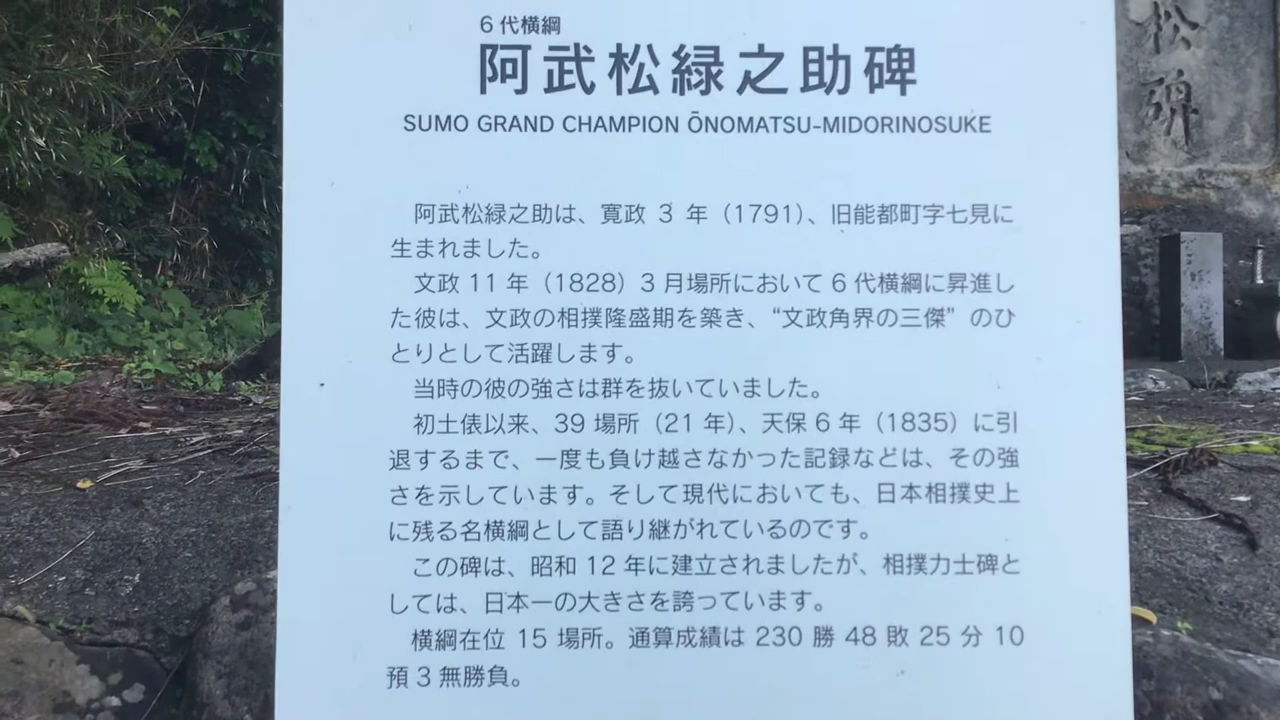 6代横綱
阿武松緑之助碑
SUMO GRAND CHAMPION ŌNOMATSU-MIDORINOSUKE
阿武松緑之助は、寛政 3 年（1791）、旧能都町字七見に
生まれました。
文政 11 年（1828）3 月場所において 6 代横綱に昇進し
た彼は、文政の相撲隆盛期を築き、“文政角界の三傑” のひ
とりとして活躍します。
当時の彼の強さは群を抜いていました。
初土俵以来、39 場所（21 年）、天保 6 年（1835）に引
退するまで、一度も負け越さなかった記録などは、その強
さを示しています。そして現代においても、日本相撲史上
に残る名横綱として語り継がれているのです。
この碑は、昭和 12 年に建立されましたが、相撲力士碑と
しては、日本一の大きさを誇っています。
横綱在位 15 場所。通算成績は 230 勝 48 敗 25 分 10
預 3 無勝負。
松碑